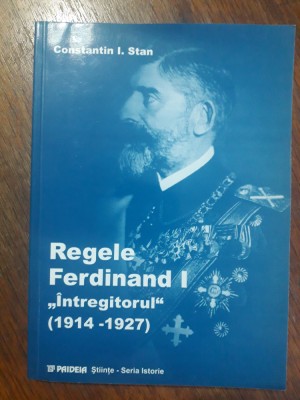 Constantin I. Stan
Regele
Ferdinand I
„Întregitorul“
(1914 -1927)
PAIDEIA Științe - Seria Istorie